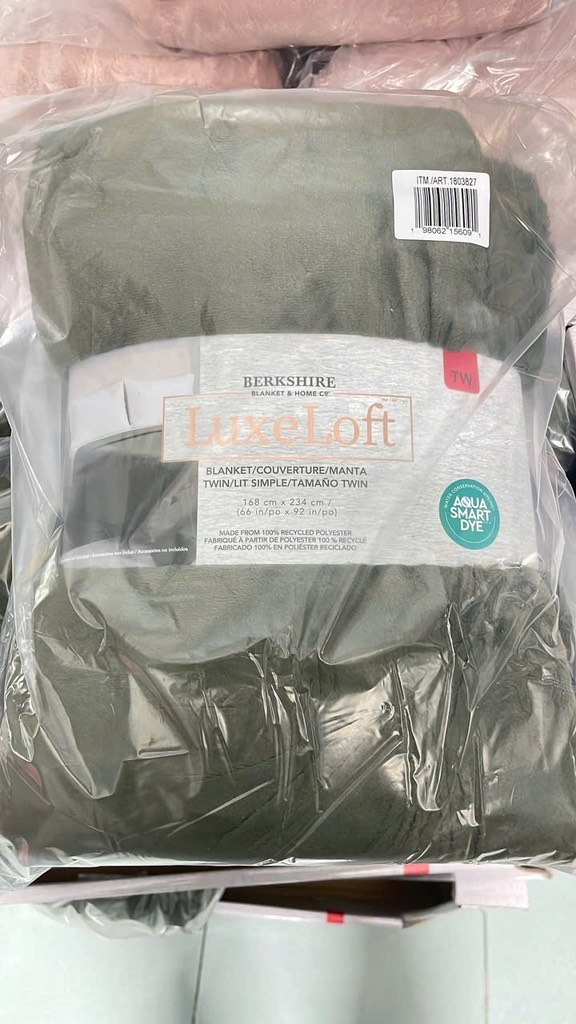 ITM./ART.1803827
1 98062 15609 1
TW
BERKSHIRE
BLANKET & HOME CO
LuxeLoft
BLANKET/COUVERTURE/MANTA
TWIN/LIT SIMPLE/TAMAÑO TWIN
168 cm x 234 cm /
(66 in/po x 92 in/po)
MADE FROM 100% RECYCLED POLYESTER
FABRIQUÉ À PARTIR DE POLYESTER 100 % RECYCLÉ
FABRICADO 100% EN POLIÉSTER RECICLADO
AQUA
SMART
DYE